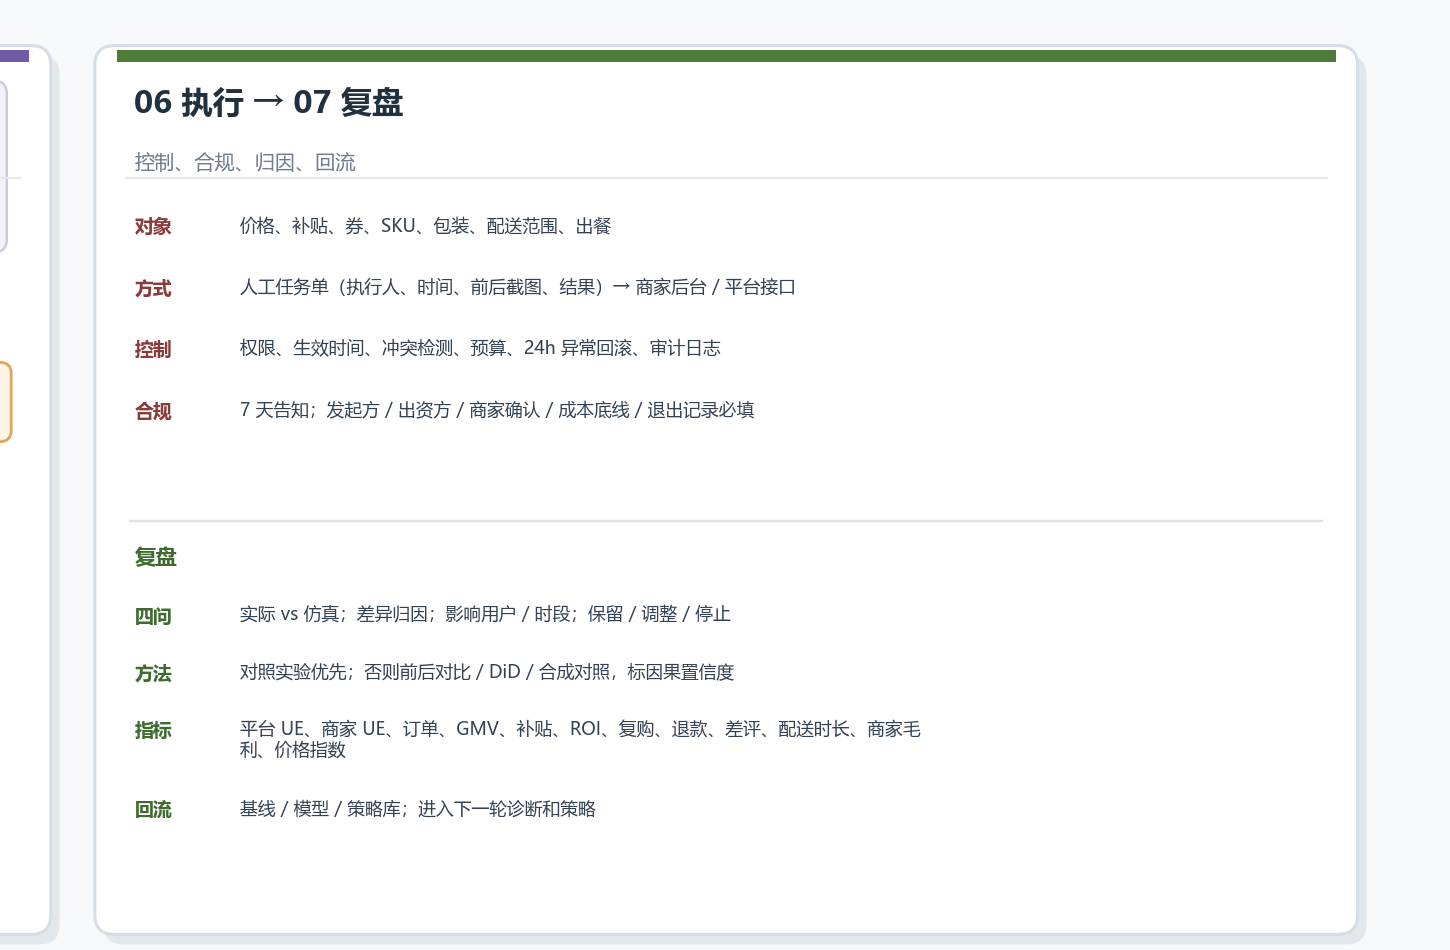 06 执行 → 07 复盘
控制、合规、归因、回流
对象 价格、补贴、券、SKU、包装、配送范围、出餐
方式 人工任务单（执行人、时间、前后截图、结果）→ 商家后台 / 平台接口
控制 权限、生效时间、冲突检测、预算、24h 异常回滚、审计日志
合规 7 天告知；发起方 / 出资方 / 商家确认 / 成本底线 / 退出记录必填
复盘
四问 实际 vs 仿真；差异归因；影响用户 / 时段；保留 / 调整 / 停止
方法 对照实验优先；否则前后对比 / DiD / 合成对照，标因果置信度
指标 平台 UE、商家 UE、订单、GMV、补贴、ROI、复购、退款、差评、配送时长、商家毛
利、价格指数
回流 基线 / 模型 / 策略库；进入下一轮诊断和策略